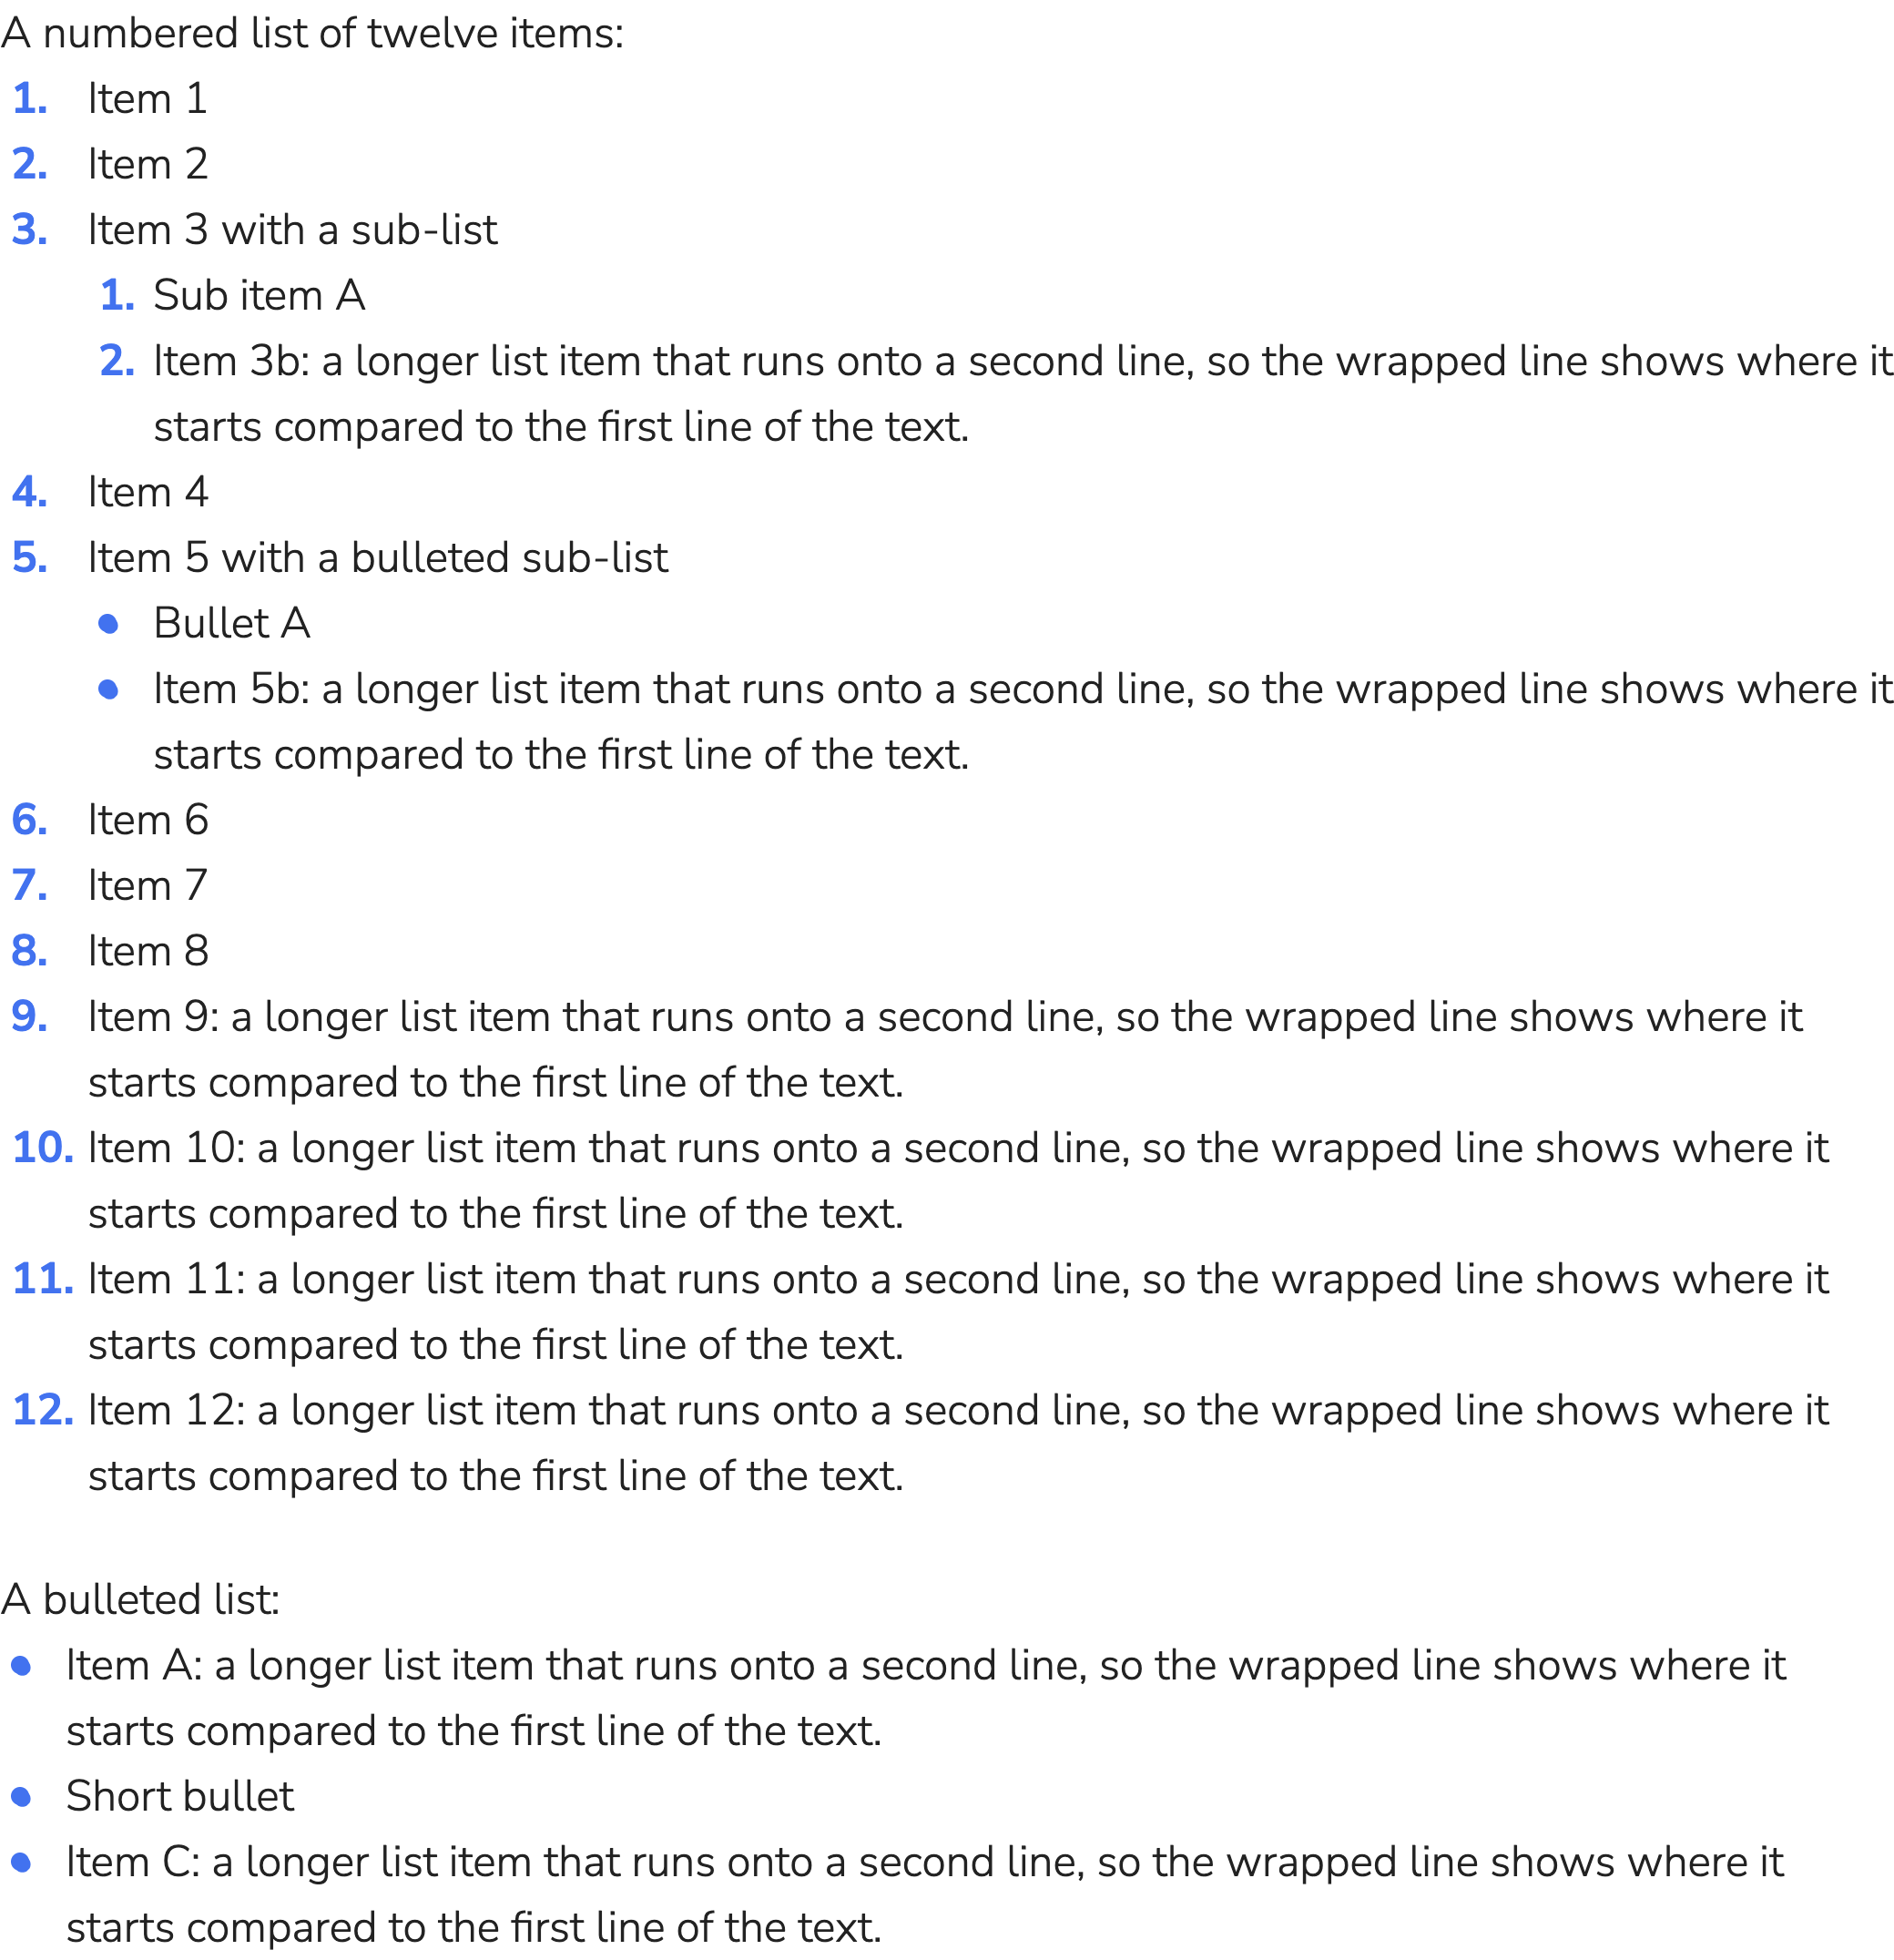 A numbered list of twelve items:
1. Item 1
2. Item 2
3. Item 3 with a sub-list
1. Sub item A
2. Item 3b: a longer list item that runs onto a second line, so the wrapped line shows where it
starts compared to the first line of the text.
4. Item 4
5. Item 5 with a bulleted sub-list
• Bullet A
• Item 5b: a longer list item that runs onto a second line, so the wrapped line shows where it
starts compared to the first line of the text.
6. Item 6
7. Item 7
8. Item 8
9. Item 9: a longer list item that runs onto a second line, so the wrapped line shows where it
starts compared to the first line of the text.
10. Item 10: a longer list item that runs onto a second line, so the wrapped line shows where it
starts compared to the first line of the text.
11. Item 11: a longer list item that runs onto a second line, so the wrapped line shows where it
starts compared to the first line of the text.
12. Item 12: a longer list item that runs onto a second line, so the wrapped line shows where it
starts compared to the first line of the text.
A bulleted list:
• Item A: a longer list item that runs onto a second line, so the wrapped line shows where it
starts compared to the first line of the text.
• Short bullet
• Item C: a longer list item that runs onto a second line, so the wrapped line shows where it
starts compared to the first line of the text.